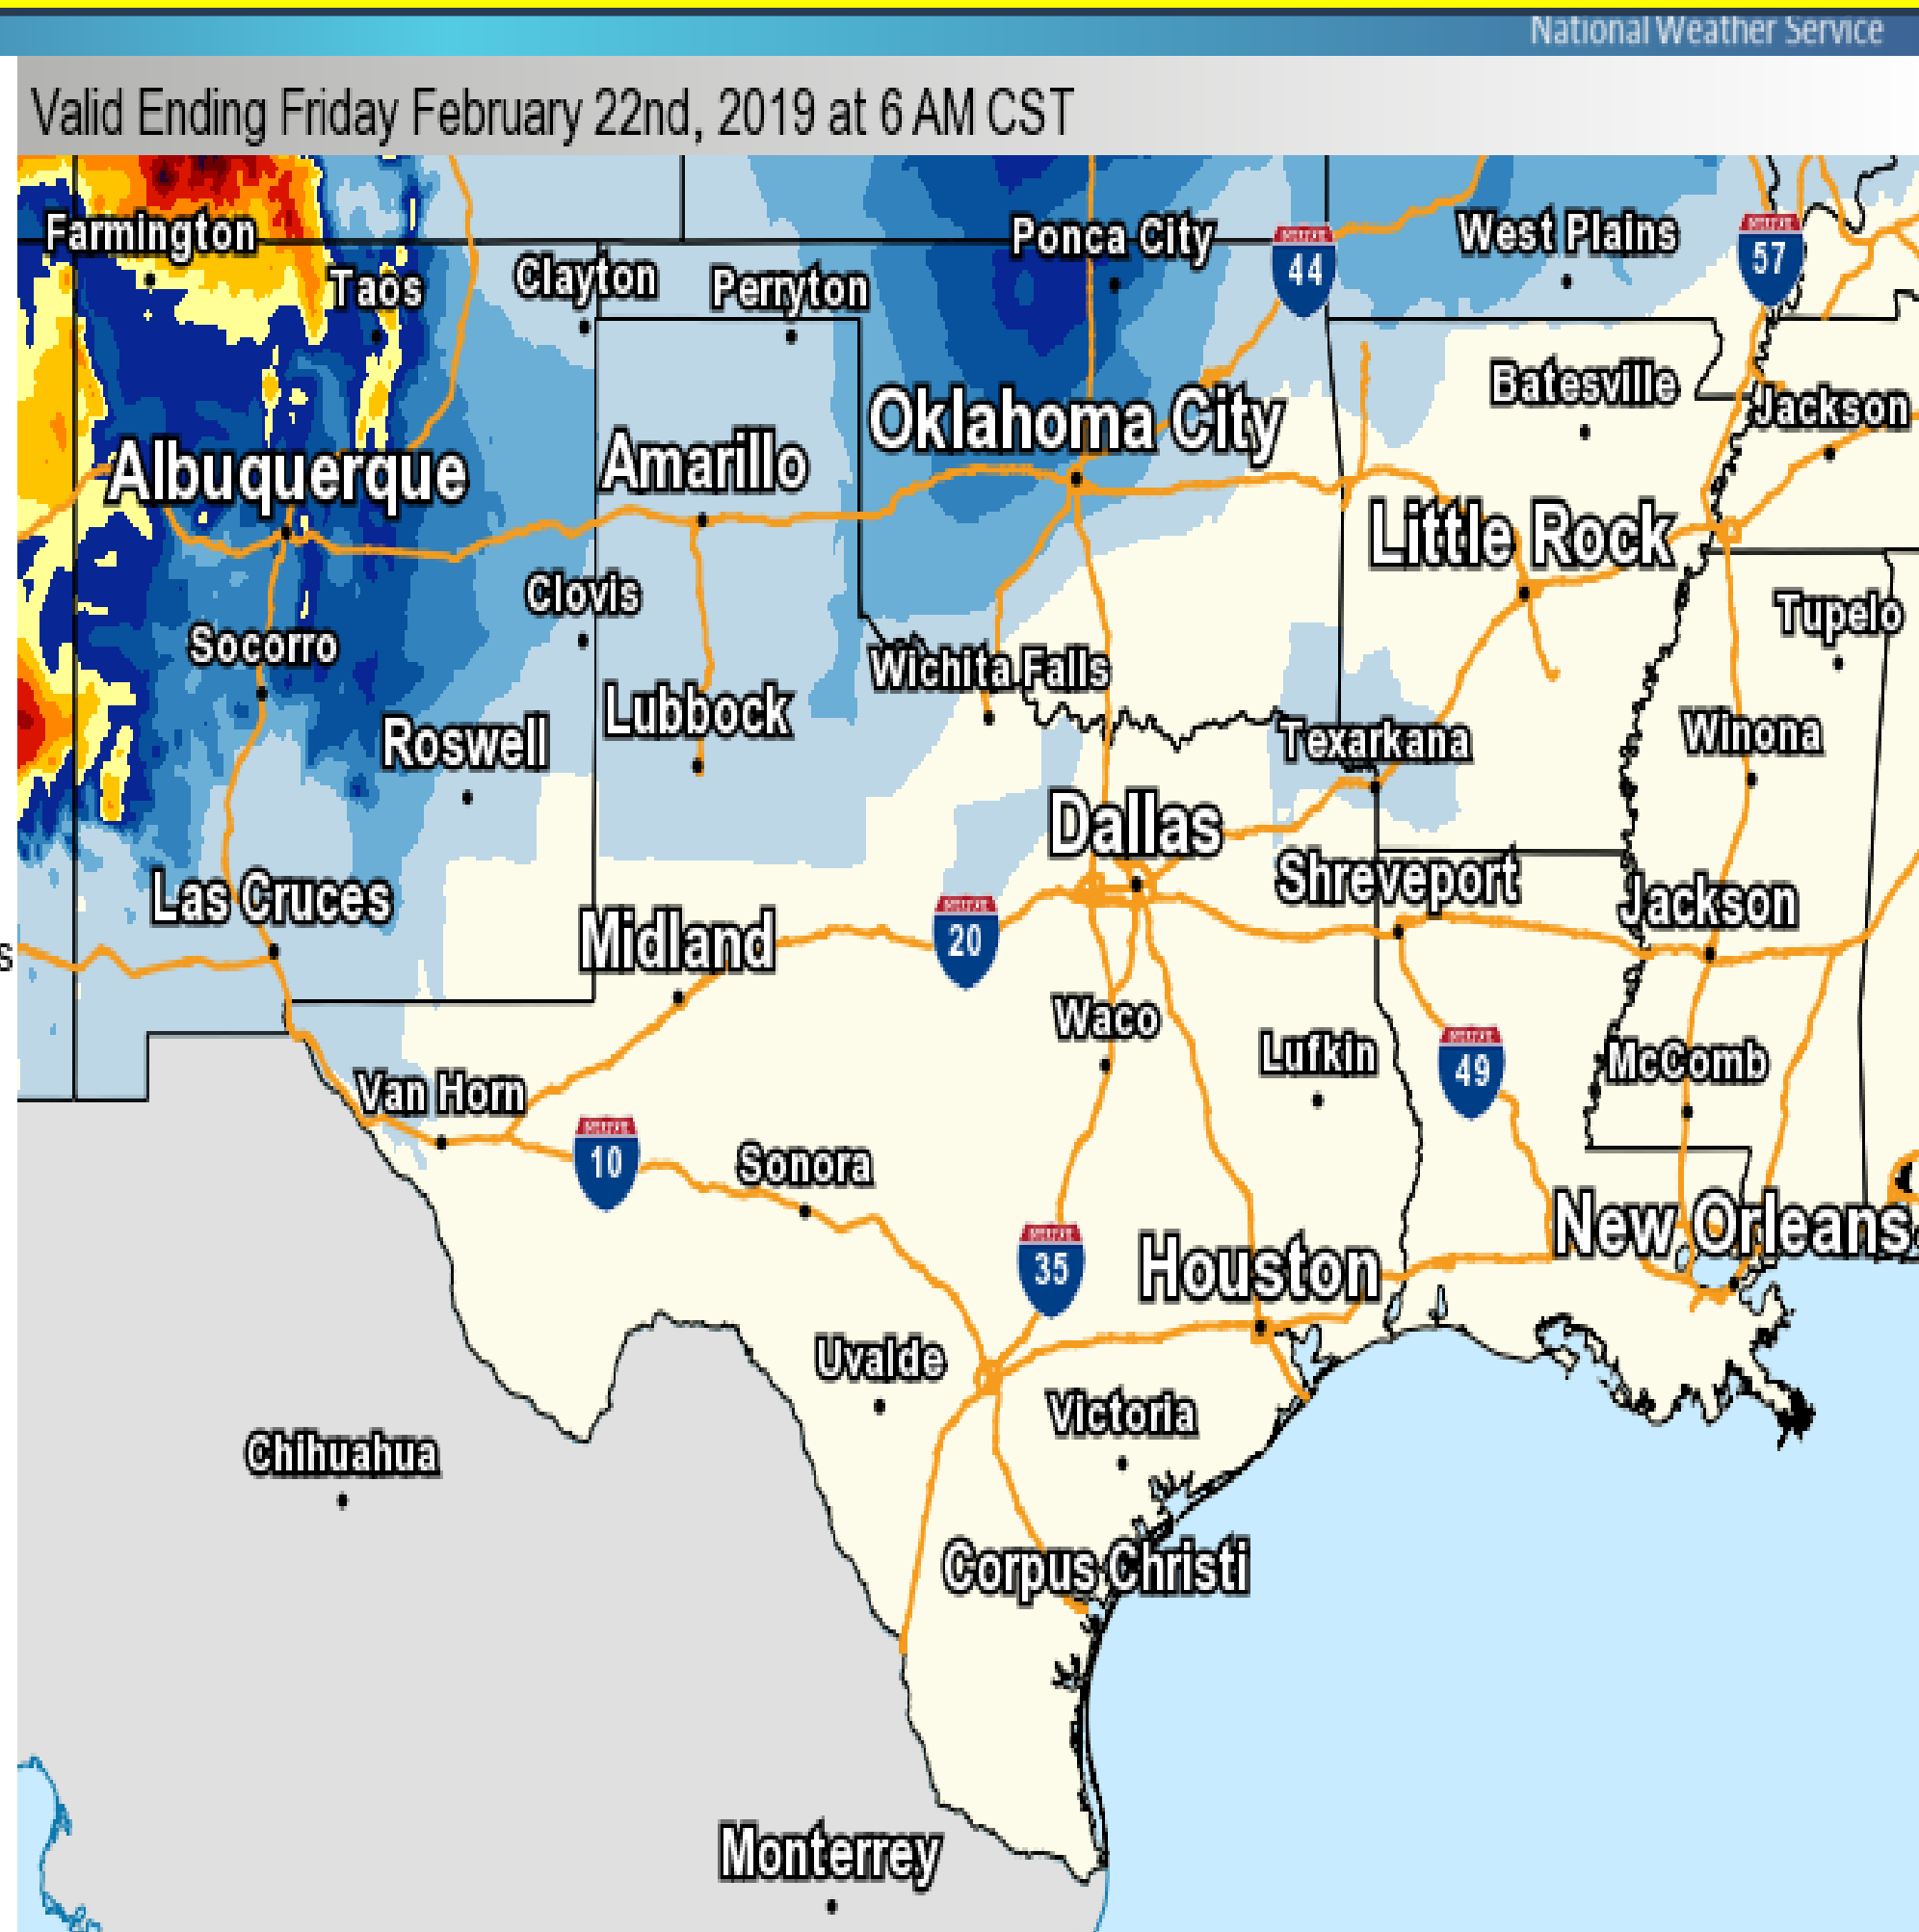 National Weather Service
Valid Ending Friday February 22nd, 2019 at 6 AM CST
Farmington
Taos
Clayton
Perryton
Ponca City
44
West Plains
57
Batesville
Jackson
Oklahoma City
Albuquerque
Amarillo
Little Rock
Clovis
Tupelo
Socorro
Wichita Falls
Roswell
Lubbock
Texarkana
Winona
Dallas
Las Cruces
Shreveport
Jackson
Midland
20
s
Waco
Lufkin
49
McComb
Van Horn
10
Sonora
New Orleans
35
Houston
Uvalde
Victoria
Chihuahua
Corpus Christi
Monterrey